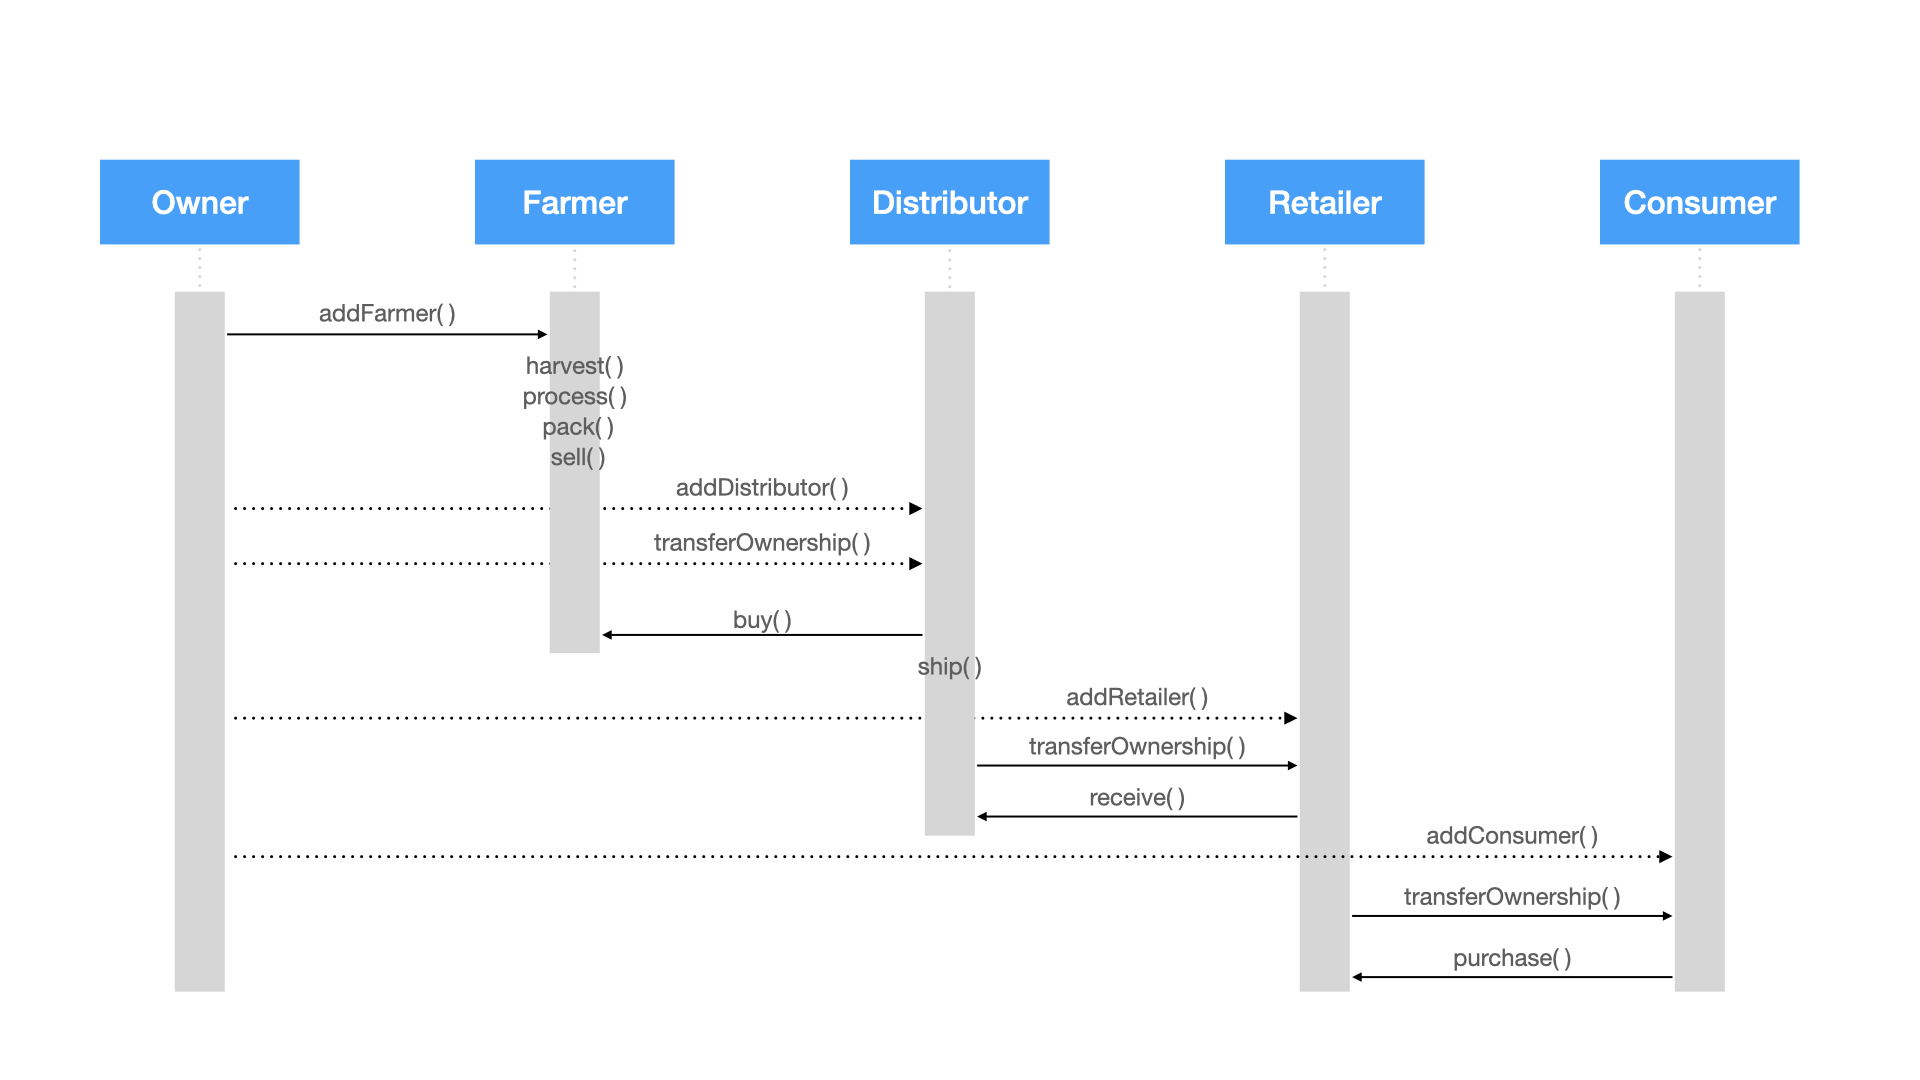 Owner
Farmer
Distributor
Retailer
Consumer
addFarmer( )
harvest( )
process( )
pack( )
sell( )
addDistributor( )
transferOwnership( )
buy( )
ship( )
addRetailer( )
transferOwnership( )
receive( )
addConsumer( )
transferOwnership( )
purchase( )